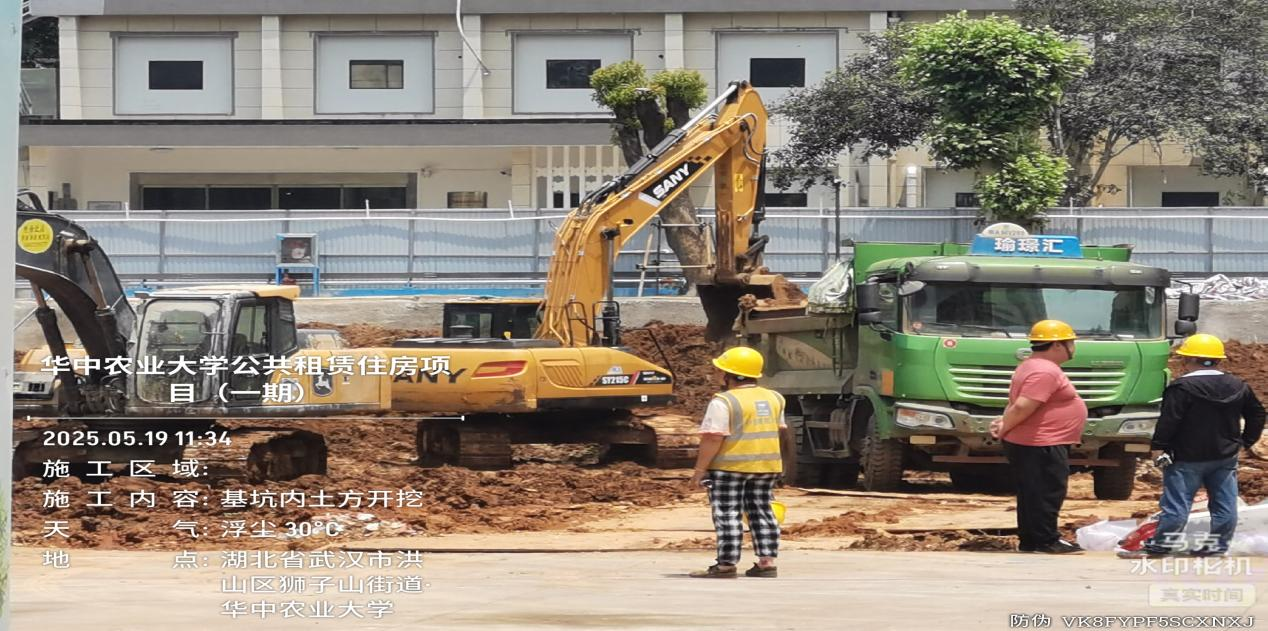 SANY
瑜璟汇
ANY
SY215C
华中农业大学公共租赁住房项
目（一期）
2025.05.19 11:34
施工区域:
施工内容: 基坑内土方开挖
天气: 浮尘 30°C
地点: 湖北省武汉市洪
山区狮子山街道·
华中农业大学
马克
水印相机
真实时间
防伪 VK8FYPF5SCXNXJ